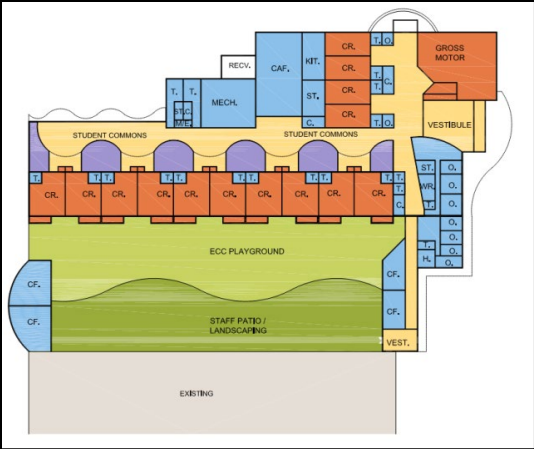 CR.
T. O.
GROSS
MOTOR
KIT.
RECV.
CAF.
CR.
T.
C.
T.
T. T.
ST.
CR.
MECH.
ST. C.
CR.
VESTIBULE
M/E.
C.
T. O.
STUDENT COMMONS
STUDENT COMMONS
ST.
O.
T.
T. T.
T. T.
T. T.
T. T.
T. T.
WR.
O.
CR.
CR.
CR.
CR.
CR.
CR.
CR.
CR.
CR.
CR.
T.
C.
T.
O.
O.
O.
ECC PLAYGROUND
T.
O.
H.
O.
CF.
CF.
CF.
CF.
STAFF PATIO /
LANDSCAPING
VEST.
EXISTING